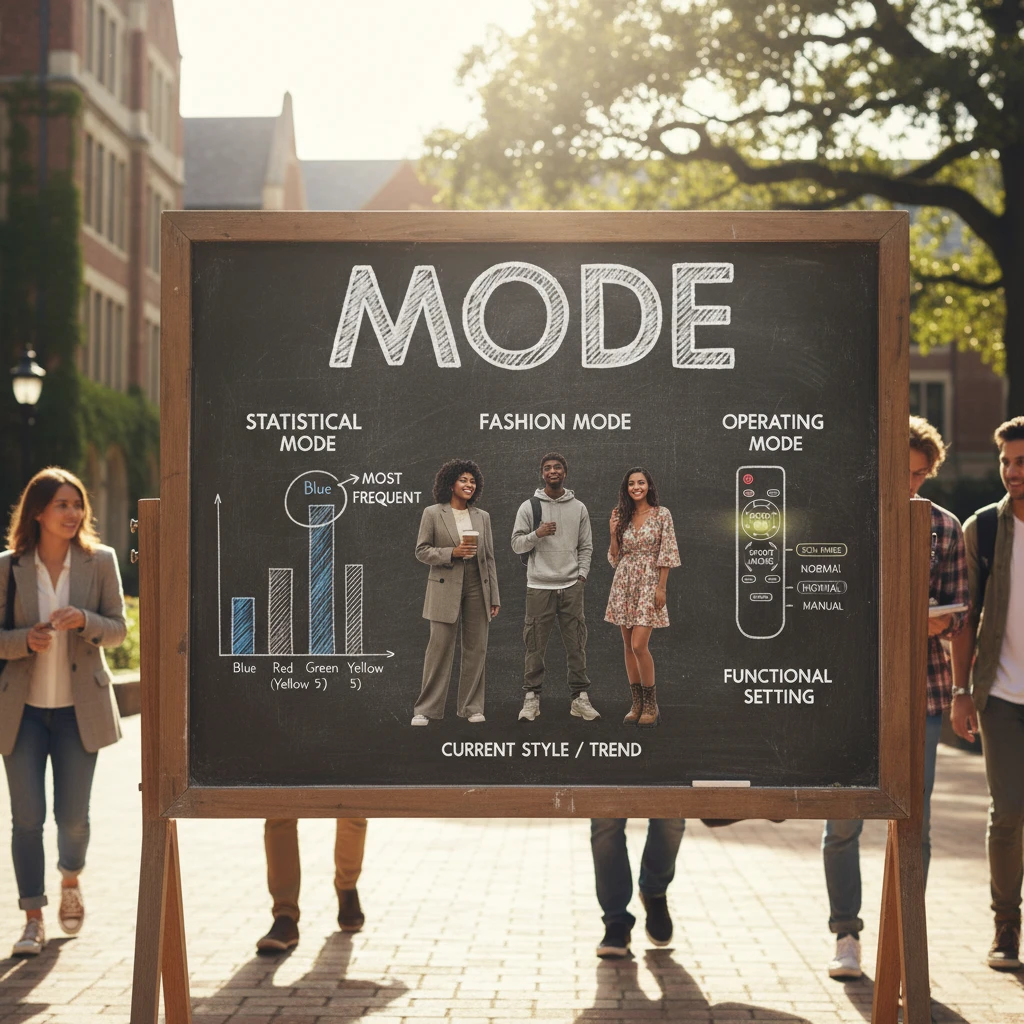 MODE
STATISTICAL
MODE
Blue
MOST
FREQUENT
Blue Red Green Yellow
(Yellow 5) 5)
FASHION MODE
CURRENT STYLE / TREND
OPERATING
MODE
NORMAL
MANUAL
FUNCTIONAL
SETTING